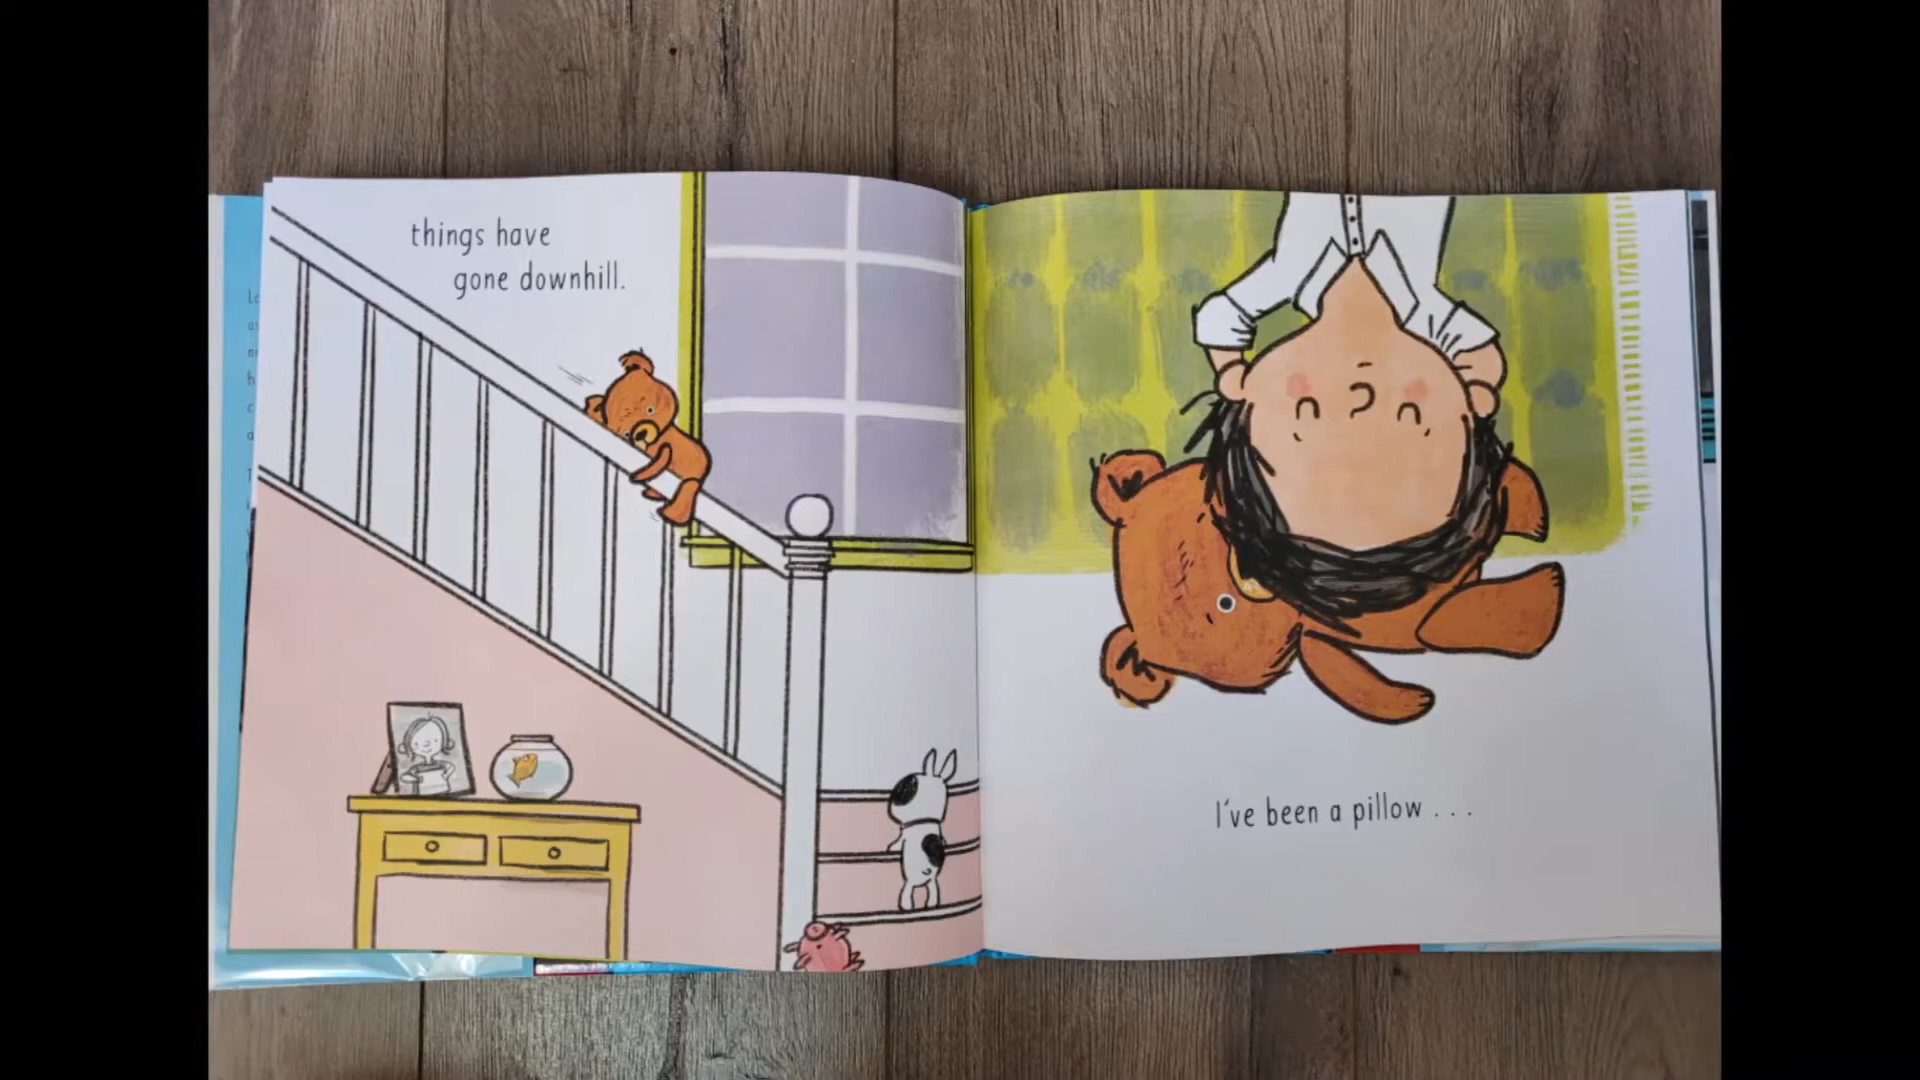 things have
gone downhill.
I've been a pillow . . .